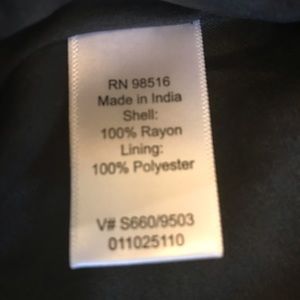 RN 98516
Made in India
Shell:
100% Rayon
Lining:
100% Polyester
V# S660/9503
011025110